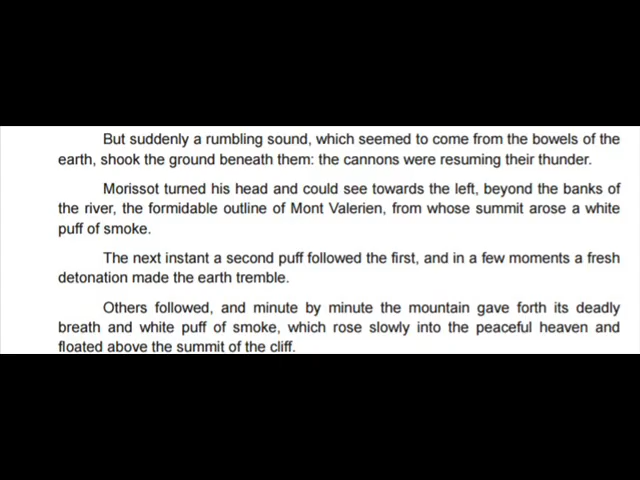 But suddenly a rumbling sound, which seemed to come from the bowels of the
earth, shook the ground beneath them: the cannons were resuming their thunder.
Morissot turned his head and could see towards the left, beyond the banks of
the river, the formidable outline of Mont Valerien, from whose summit arose a white
puff of smoke.
The next instant a second puff followed the first, and in a few moments a fresh
detonation made the earth tremble.
Others followed, and minute by minute the mountain gave forth its deadly
breath and white puff of smoke, which rose slowly into the peaceful heaven and
floated above the summit of the cliff.